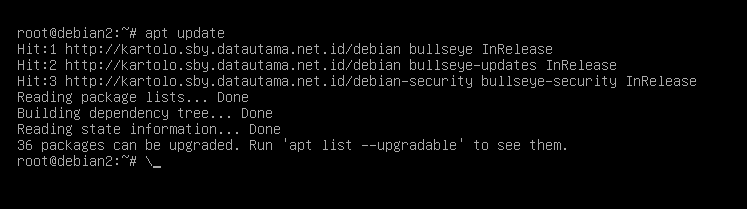 root@debian2:~# apt update
Hit:1 http://kartolo.sby.datautama.net.id/debian bullseye InRelease
Hit:2 http://kartolo.sby.datautama.net.id/debian bullseye-updates InRelease
Hit:3 http://kartolo.sby.datautama.net.id/debian-security bullseye-security InRelease
Reading package lists... Done
Building dependency tree... Done
Reading state information... Done
36 packages can be upgraded. Run 'apt list --upgradable' to see them.
root@debian2:~# \_